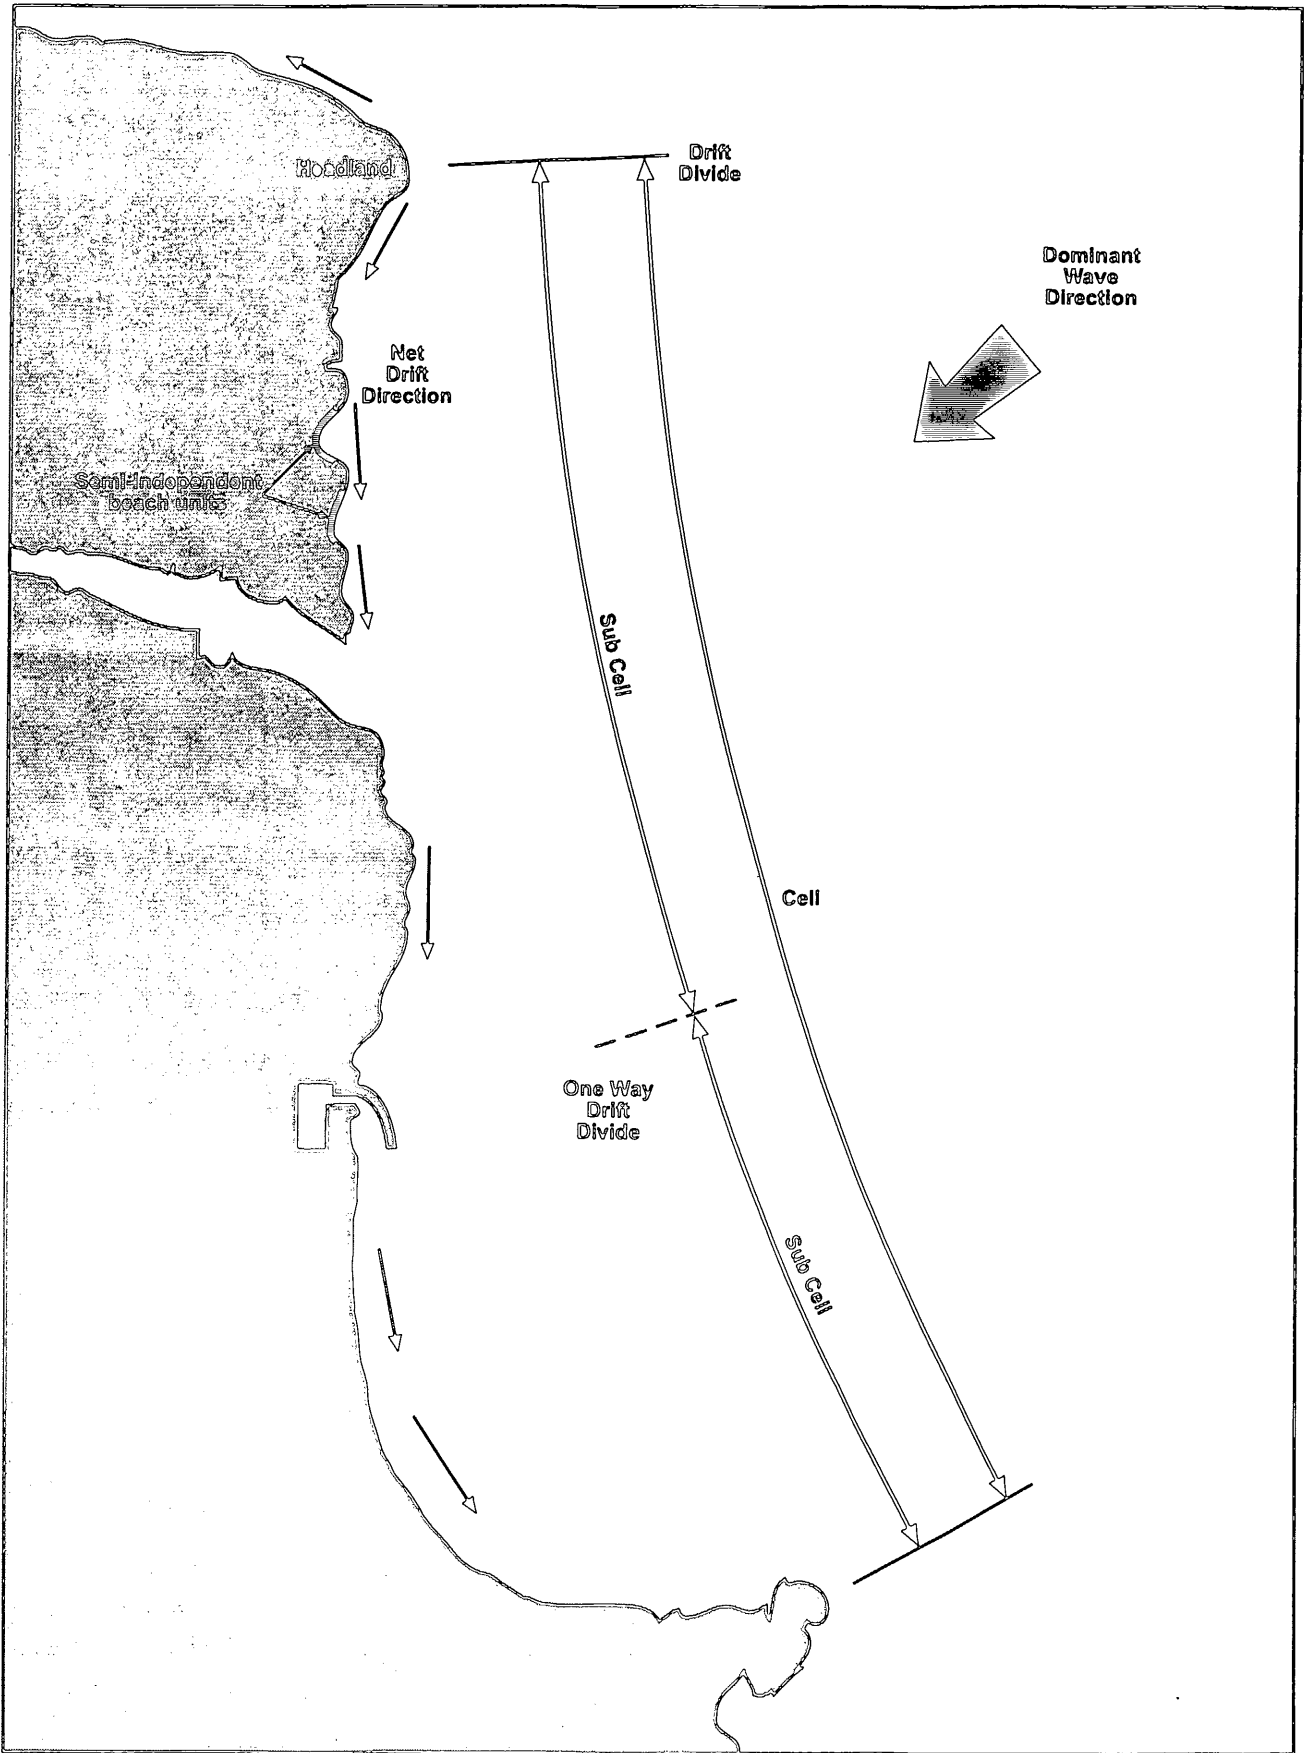 Drift
Divide
Headland
Dominant
Wave
Direction
Net
Drift
Direction
Semi-Independent
beach units
Sub Cell
Cell
One Way
Drift
Divide
Sub Cell